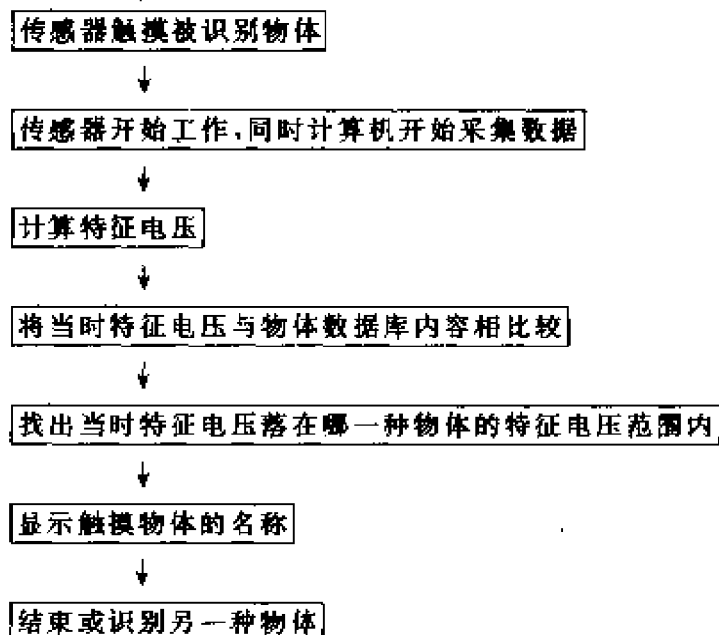 传感器触摸被识别物体
↓
传感器开始工作,同时计算机开始采集数据
↓
计算特征电压
↓
将当时特征电压与物体数据库内容相比较
↓
找出当时特征电压落在哪一种物体的特征电压范围内
↓
显示触摸物体的名称
↓
结束或识别另一种物体